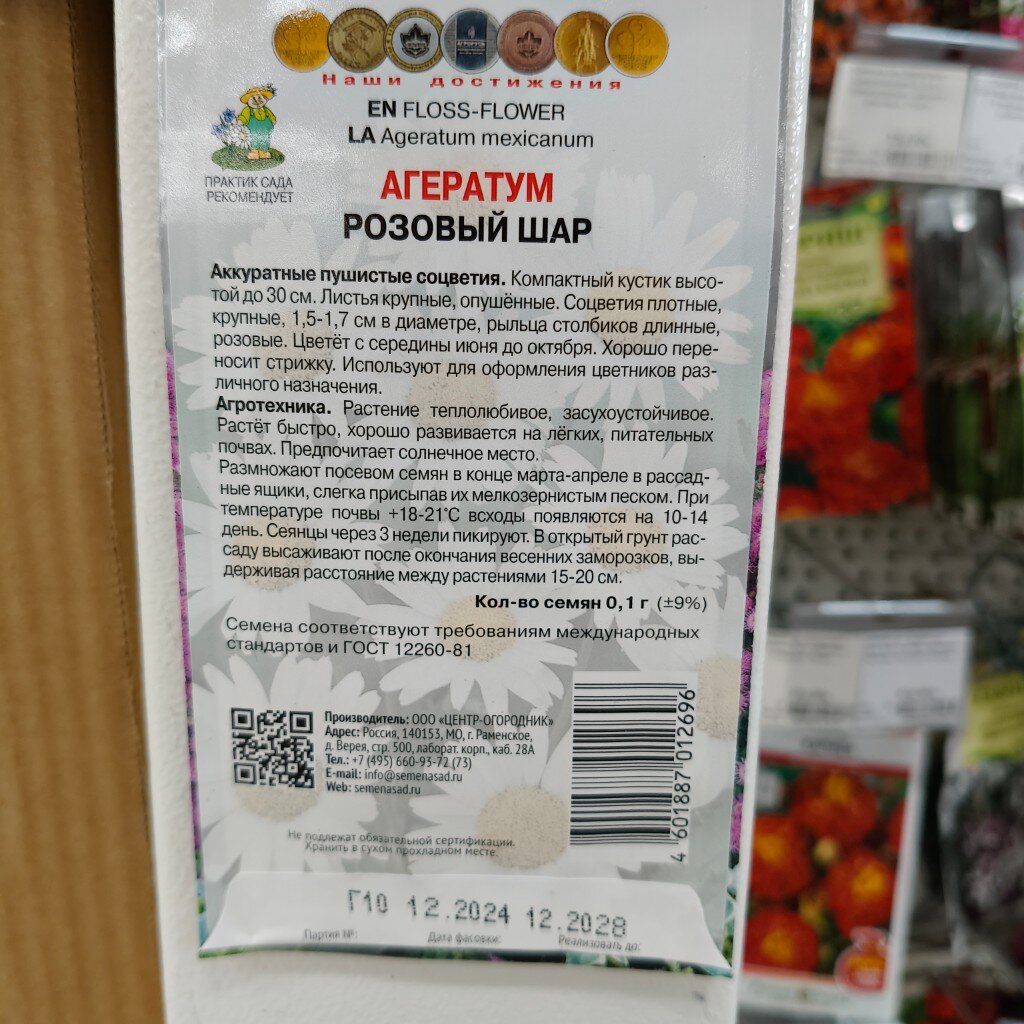 Наши достижения
EN FLOSS-FLOWER
LA Ageratum mexicanum
ПРАКТИК САДА
РЕКОМЕНДУЕТ
АГЕРАТУМ
РОЗОВЫЙ ШАР
Аккуратные пушистые соцветия. Компактный кустик высо-
той до 30 см. Листья крупные, опушённые. Соцветия плотные,
крупные, 1,5-1,7 см в диаметре, рыльца столбиков длинные,
розовые. Цветёт с середины июня до октября. Хорошо пере-
носит стрижку. Используют для оформления цветников раз-
личного назначения.
Агротехника. Растение теплолюбивое, засухоустойчивое.
Растёт быстро, хорошо развивается на лёгких, питательных
почвах. Предпочитает солнечное место.
Размножают посевом семян в конце марта-апреле в рассад-
ные ящики, слегка присыпав их мелкозернистым песком. При
температуре почвы +18-21°С всходы появляются на 10-14
день. Сеянцы через 3 недели пикируют. В открытый грунт рас-
саду высаживают после окончания весенних заморозков, вы-
держивая расстояние между растениями 15-20 см.
Кол-во семян 0,1 г (±9%)
Семена соответствуют требованиям международных
стандартов и ГОСТ 12260-81
Производитель: ООО «ЦЕНТР-ОГОРОДНИК»
Адрес: Россия, 140153, МО, г. Раменское,
д. Верея, стр. 500, лаборат. корп., каб. 28А
Тел.: +7 (495) 660-93-72 (73)
E-mail: info@semenasad.ru
Web: semenasad.ru
4 601887 012696
Не подлежат обязательной сертификации.
Хранить в сухом прохладном месте.
Г10 12.2024 12.2028
Партия №: Дата фасовки: Реализовать до: